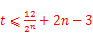 t ⩽ 12/2ⁿ + 2n − 3